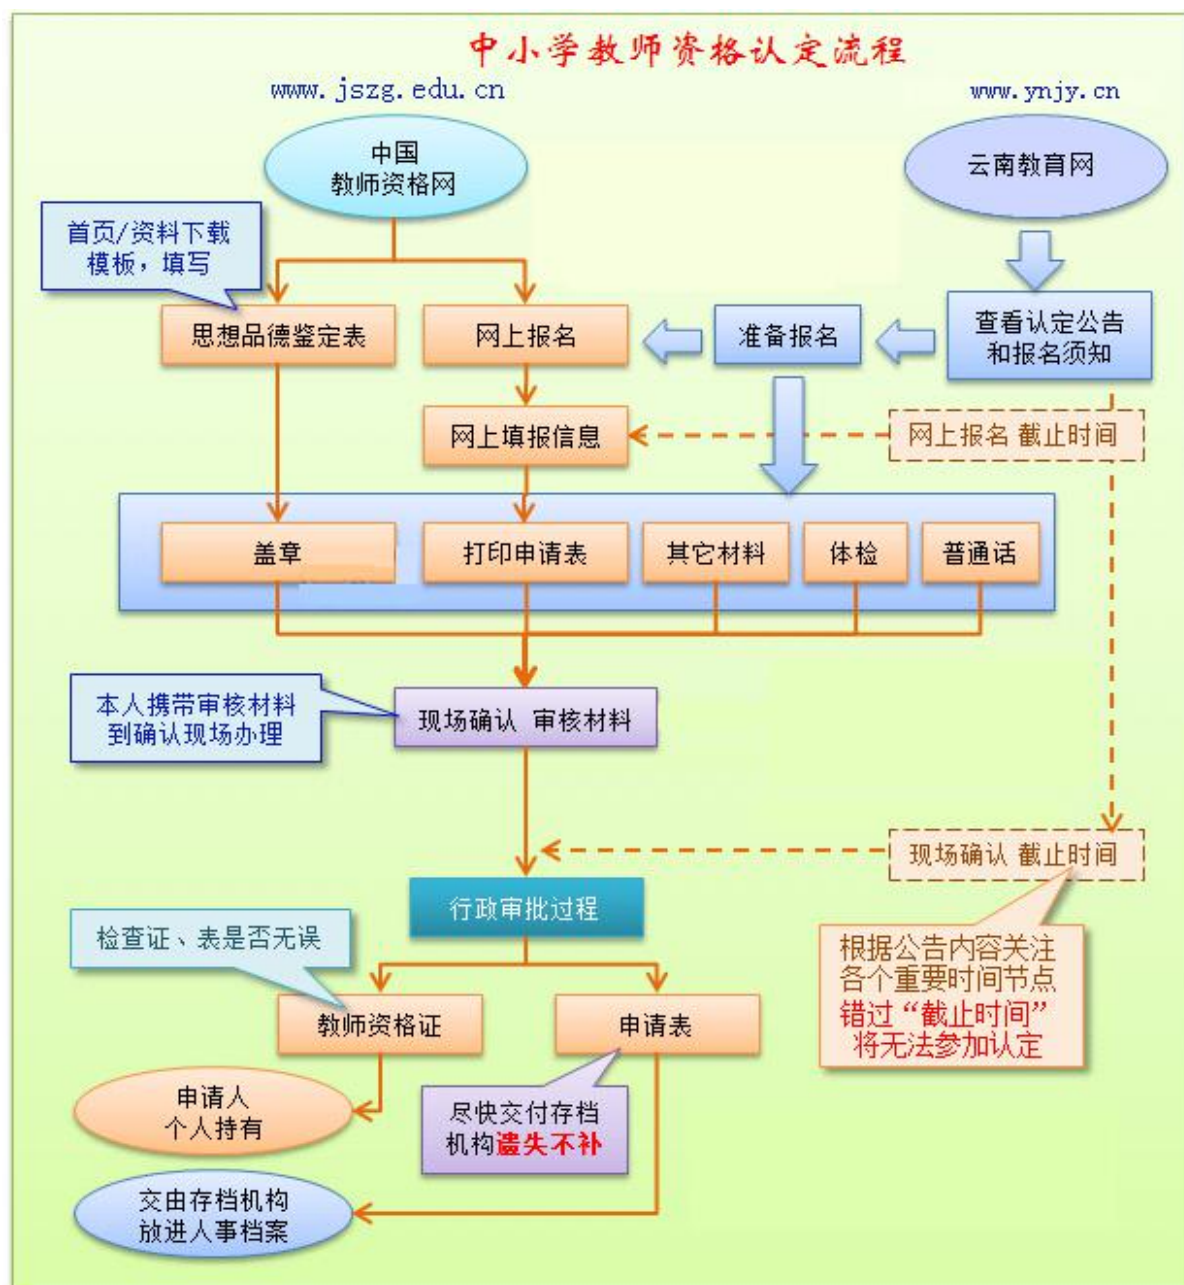 中小学教师资格认定流程
www.jszg.edu.cn
www.ynjy.cn
中国
教师资格网
云南教育网
首页/资料下载
模板，填写
思想品德鉴定表
网上报名
准备报名
查看认定公告
和报名须知
网上填报信息
网上报名 截止时间
盖章
打印申请表
其它材料
体检
普通话
本人携带审核材料
到确认现场办理
现场确认 审核材料
现场确认 截止时间
行政审批过程
检查证、表是否无误
根据公告内容关注
各个重要时间节点
错过“截止时间”
将无法参加认定
教师资格证
申请表
申请人
个人持有
尽快交付存档
机构遗失不补
交由存档机构
放进人事档案